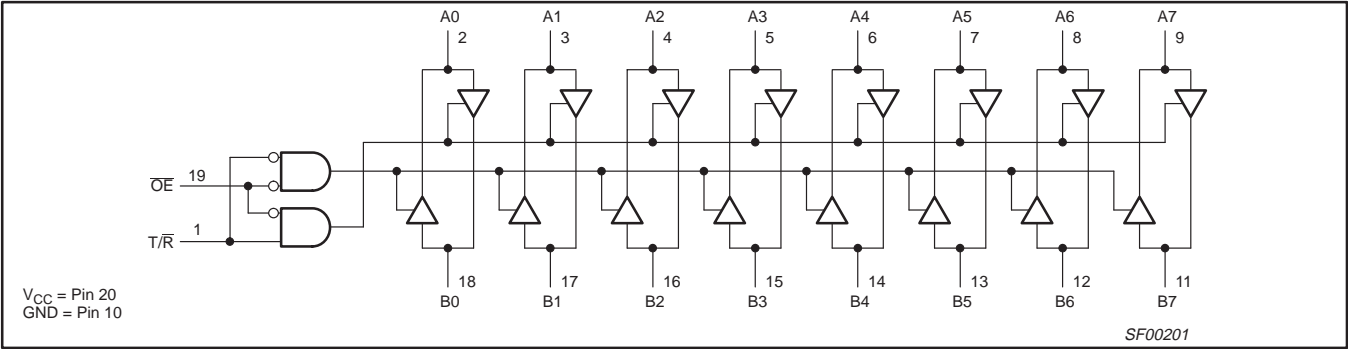 A0 A1 A2 A3 A4 A5 A6 A7
2 3 4 5 6 7 8 9
O̅E̅ 19
T/R̅ 1
18 17 16 15 14 13 12 11
B0 B1 B2 B3 B4 B5 B6 B7
VCC = Pin 20
GND = Pin 10
SF00201